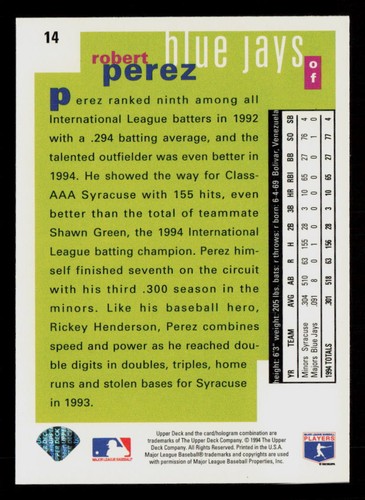 14
robert
perez
blue jays
of
Perez ranked ninth among all
International League batters in 1992
with a .294 batting average, and the
talented outfielder was even better in
1994. He showed the way for Class-
AAA Syracuse with 155 hits, even
better than the total of teammate
Shawn Green, the 1994 International
League batting champion. Perez him-
self finished seventh on the circuit
with his third .300 season in the
minors. Like his baseball hero,
Rickey Henderson, Perez combines
speed and power as he reached dou-
ble digits in doubles, triples, home
runs and stolen bases for Syracuse
in 1993.
height: 6'3" weight: 205 lbs. bats: r throws: r born: 6-4-69 Bolivar, Venezuela
YR TEAM AVG AB R H 2B 3B HR RBI BB SO SB
Minors Syracuse .304 510 63 155 28 3 10 65 27 76 4
Majors Blue Jays .091 8 0 1 0 0 0 0 0 1 0
1994 TOTALS .301 518 63 156 28 3 10 65 27 77 4
Upper Deck and the card/hologram combination are
trademarks of The Upper Deck Company. © 1994 The Upper
Deck Company. All Rights Reserved. Printed in the U.S.A.
Major League Baseball® trademarks and copyrights are used
with permission of Major League Baseball Properties, Inc.
MAJOR LEAGUE BASEBALL
PLAYERS